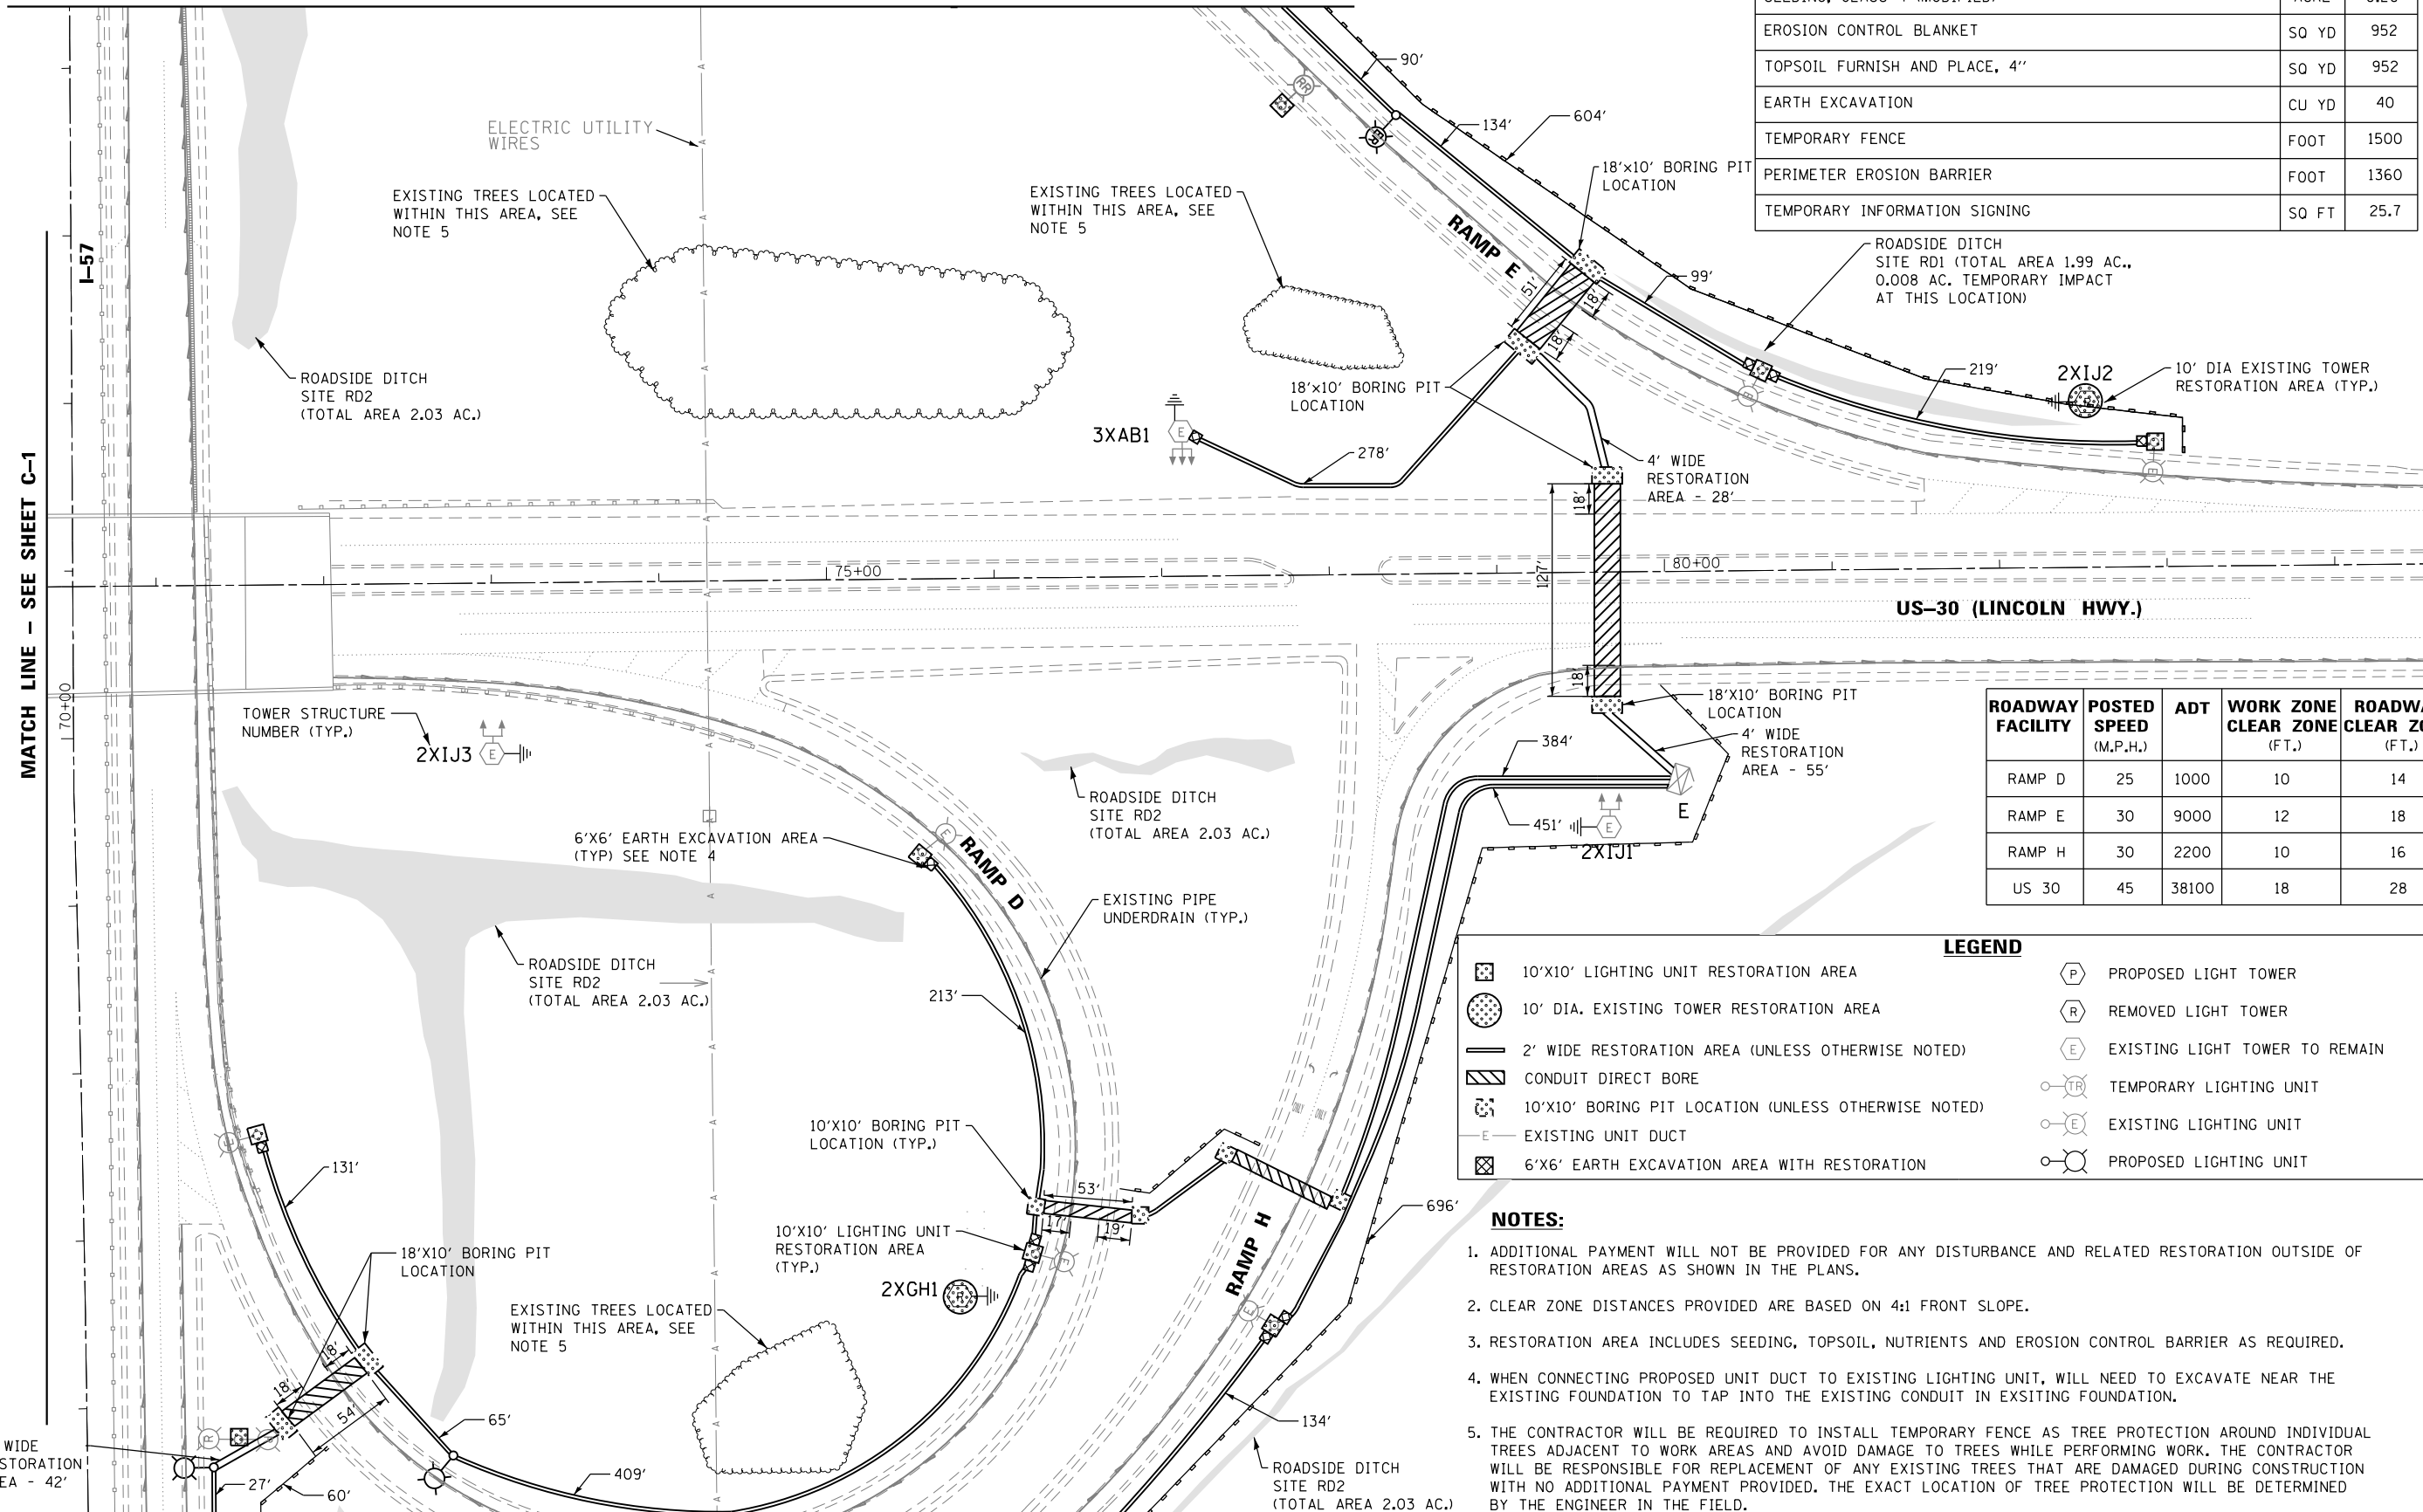 EROSION CONTROL BLANKET SQ YD 952
TOPSOIL FURNISH AND PLACE, 4'' SQ YD 952
EARTH EXCAVATION CU YD 40
TEMPORARY FENCE FOOT 1500
PERIMETER EROSION BARRIER FOOT 1360
TEMPORARY INFORMATION SIGNING SQ FT 25.7
90'
134'
604'
RR
ELECTRIC UTILITY
WIRES
18'x10' BORING PIT
LOCATION
EXISTING TREES LOCATED
WITHIN THIS AREA, SEE
NOTE 5
EXISTING TREES LOCATED
WITHIN THIS AREA, SEE
NOTE 5
RAMP E
I-57
51'
18'
18'
99'
ROADSIDE DITCH
SITE RD1 (TOTAL AREA 1.99 AC.,
0.008 AC. TEMPORARY IMPACT
AT THIS LOCATION)
ROADSIDE DITCH
SITE RD2
(TOTAL AREA 2.03 AC.)
18'x10' BORING PIT
LOCATION
219'
2XIJ2
10' DIA EXISTING TOWER
RESTORATION AREA (TYP.)
3XAB1
E
278'
4' WIDE
RESTORATION
AREA - 28'
18'
127'
18'
MATCH LINE - SEE SHEET C-1
75+00
80+00
US-30 (LINCOLN HWY.)
70+00
TOWER STRUCTURE
NUMBER (TYP.)
2XIJ3
E
18'X10' BORING PIT
LOCATION
4' WIDE
RESTORATION
AREA - 55'
384'
451'
E
E
2XIJ1
ROADSIDE DITCH
SITE RD2
(TOTAL AREA 2.03 AC.)
6'X6' EARTH EXCAVATION AREA
(TYP) SEE NOTE 4
E
RAMP D
EXISTING PIPE
UNDERDRAIN (TYP.)
ROADSIDE DITCH
SITE RD2
(TOTAL AREA 2.03 AC.)
213'
ROADWAY FACILITY POSTED SPEED (M.P.H.) ADT WORK ZONE CLEAR ZONE (FT.)
(FT.)
RAMP D 25 1000 10 14
RAMP E 30 9000 12 18
RAMP H 30 2200 10 16
US 30 45 38100 18 28
LEGEND
10'X10' LIGHTING UNIT RESTORATION AREA
10' DIA. EXISTING TOWER RESTORATION AREA
2' WIDE RESTORATION AREA (UNLESS OTHERWISE NOTED)
CONDUIT DIRECT BORE
10'X10' BORING PIT LOCATION (UNLESS OTHERWISE NOTED)
E EXISTING UNIT DUCT
6'X6' EARTH EXCAVATION AREA WITH RESTORATION
P PROPOSED LIGHT TOWER
R REMOVED LIGHT TOWER
E EXISTING LIGHT TOWER TO REMAIN
TR TEMPORARY LIGHTING UNIT
E EXISTING LIGHTING UNIT
PROPOSED LIGHTING UNIT
10'X10' BORING PIT
LOCATION (TYP.)
53'
19'
10'X10' LIGHTING UNIT
RESTORATION AREA
(TYP.)
2XGH1
RAMP H
696'
131'
18'X10' BORING PIT
LOCATION
18'
18'
54'
EXISTING TREES LOCATED
WITHIN THIS AREA, SEE
NOTE 5
65'
409'
134'
R
WIDE
27'
60'
ROADSIDE DITCH
SITE RD2
(TOTAL AREA 2.03 AC.)
NOTES:
1. ADDITIONAL PAYMENT WILL NOT BE PROVIDED FOR ANY DISTURBANCE AND RELATED RESTORATION OUTSIDE OF
RESTORATION AREAS AS SHOWN IN THE PLANS.
2. CLEAR ZONE DISTANCES PROVIDED ARE BASED ON 4:1 FRONT SLOPE.
3. RESTORATION AREA INCLUDES SEEDING, TOPSOIL, NUTRIENTS AND EROSION CONTROL BARRIER AS REQUIRED.
4. WHEN CONNECTING PROPOSED UNIT DUCT TO EXISTING LIGHTING UNIT, WILL NEED TO EXCAVATE NEAR THE
EXISTING FOUNDATION TO TAP INTO THE EXISTING CONDUIT IN EXSITING FOUNDATION.
5. THE CONTRACTOR WILL BE REQUIRED TO INSTALL TEMPORARY FENCE AS TREE PROTECTION AROUND INDIVIDUAL
TREES ADJACENT TO WORK AREAS AND AVOID DAMAGE TO TREES WHILE PERFORMING WORK. THE CONTRACTOR
WILL BE RESPONSIBLE FOR REPLACEMENT OF ANY EXISTING TREES THAT ARE DAMAGED DURING CONSTRUCTION
WITH NO ADDITIONAL PAYMENT PROVIDED. THE EXACT LOCATION OF TREE PROTECTION WILL BE DETERMINED
BY THE ENGINEER IN THE FIELD.